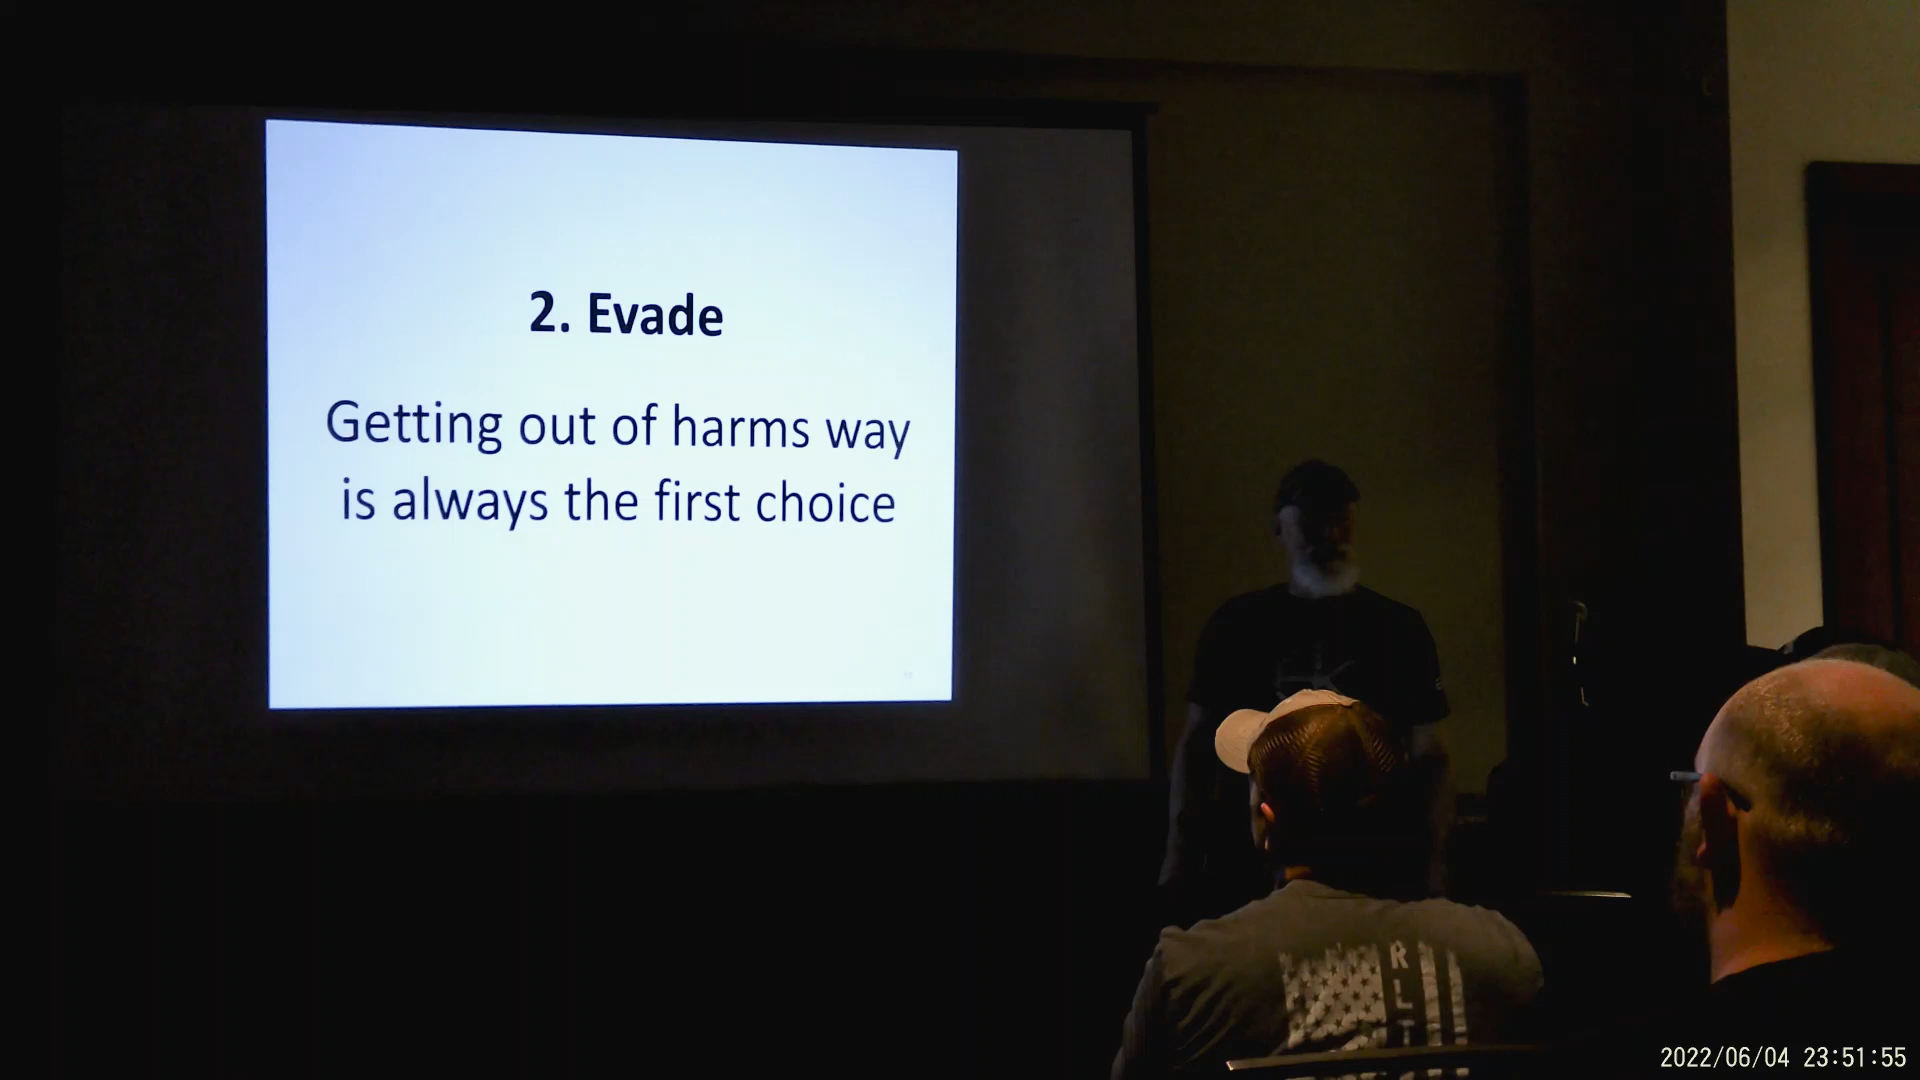 2. Evade
Getting out of harms way
is always the first choice
R
L
T
2022/06/04 23:51:55